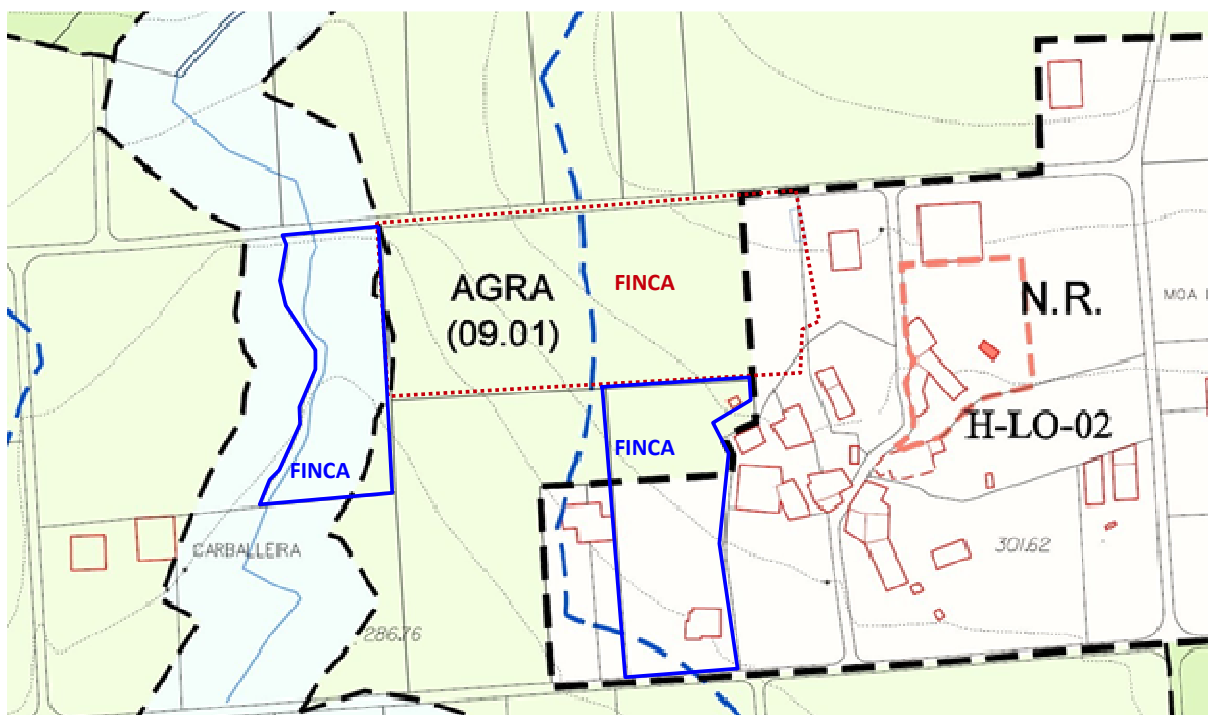 AGRA
(09.01)
FINCA
N.R.
MOA
H-LO-02
FINCA
FINCA
CARBALLEIRA
301.62
286.76